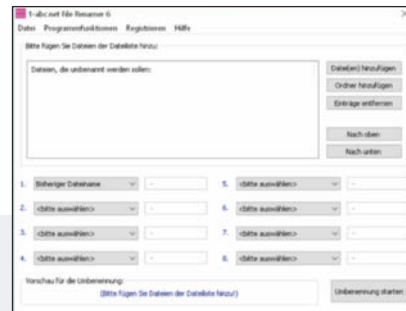 1-abc.net File Renamer 6
Datei Programmfunktionen Registrieren Hilfe
Bitte fügen Sie Dateien der Dateiliste hinzu:
Dateien, die umbenannt werden sollen:
Datei(en) hinzufügen
Ordner hinzufügen
Einträge entfernen
Nach oben
Nach unten
1. Bisheriger Dateiname - 5. <bitte auswählen> -
2. <bitte auswählen> - 6. <bitte auswählen> -
3. <bitte auswählen> - 7. <bitte auswählen> -
4. <bitte auswählen> - 8. <bitte auswählen> -
Vorschau für die Umbenennung:
(Bitte fügen Sie Dateien der Dateiliste hinzu!)
Umbenennung starten